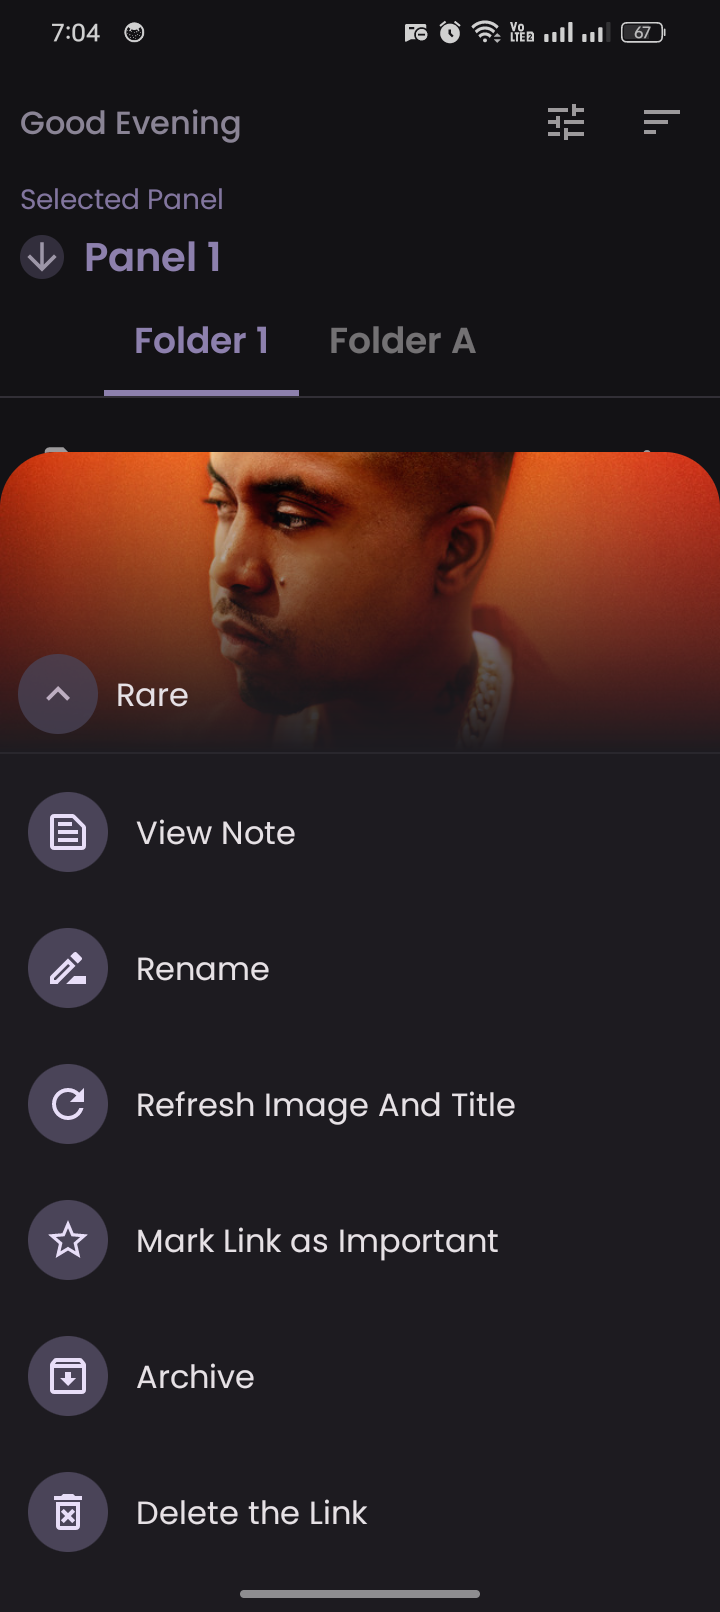 7:04
Vo
LTE2
67
Good Evening
Selected Panel
Panel 1
Folder 1
Folder A
Rare
View Note
Rename
Refresh Image And Title
Mark Link as Important
Archive
Delete the Link